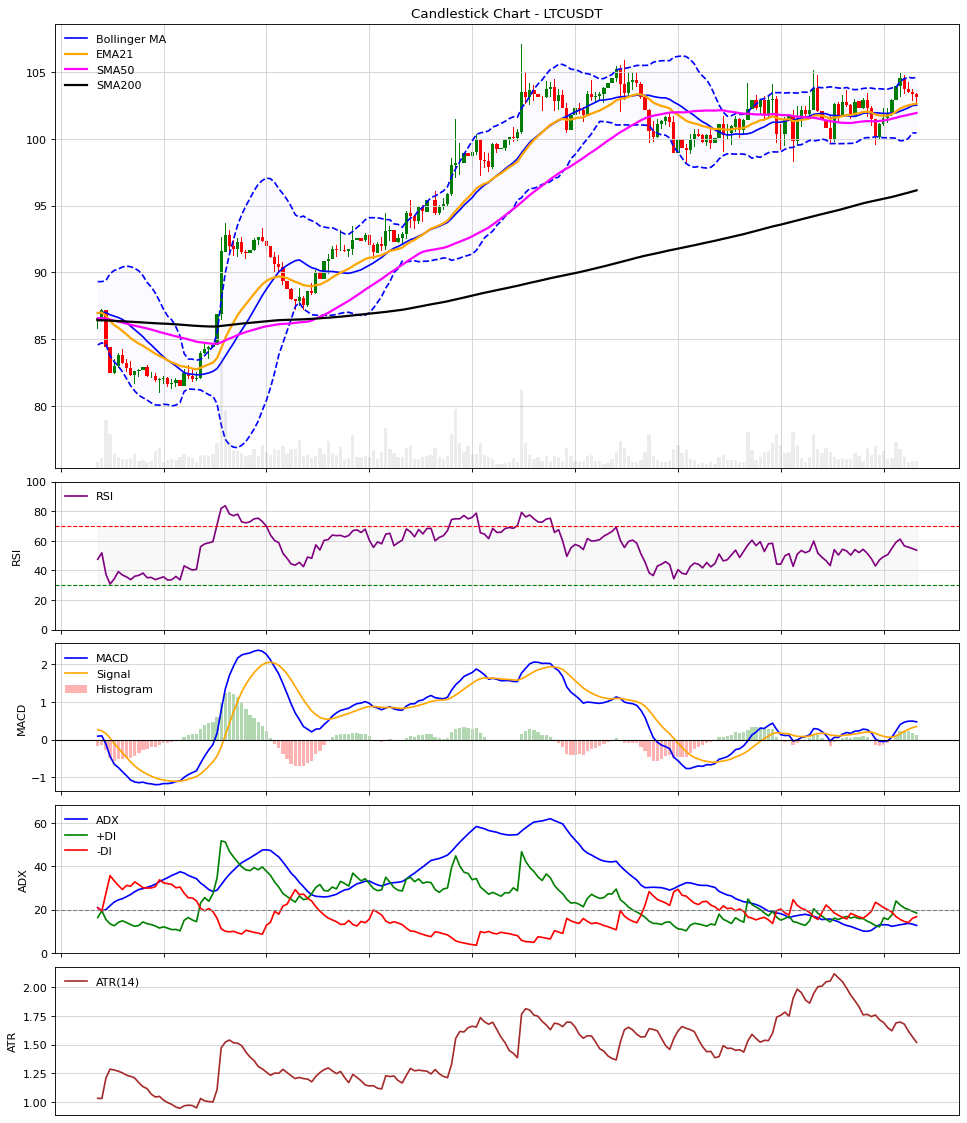 Candlestick Chart - LTCUSDT
Bollinger MA
EMA21
SMA50
SMA200
105
100
95
90
85
80
RSI
100
80
60
40
20
0
RSI
MACD
Signal
Histogram
2
1
0
−1
MACD
ADX
+DI
-DI
60
40
20
0
ADX
ATR(14)
2.00
1.75
1.50
1.25
1.00
ATR